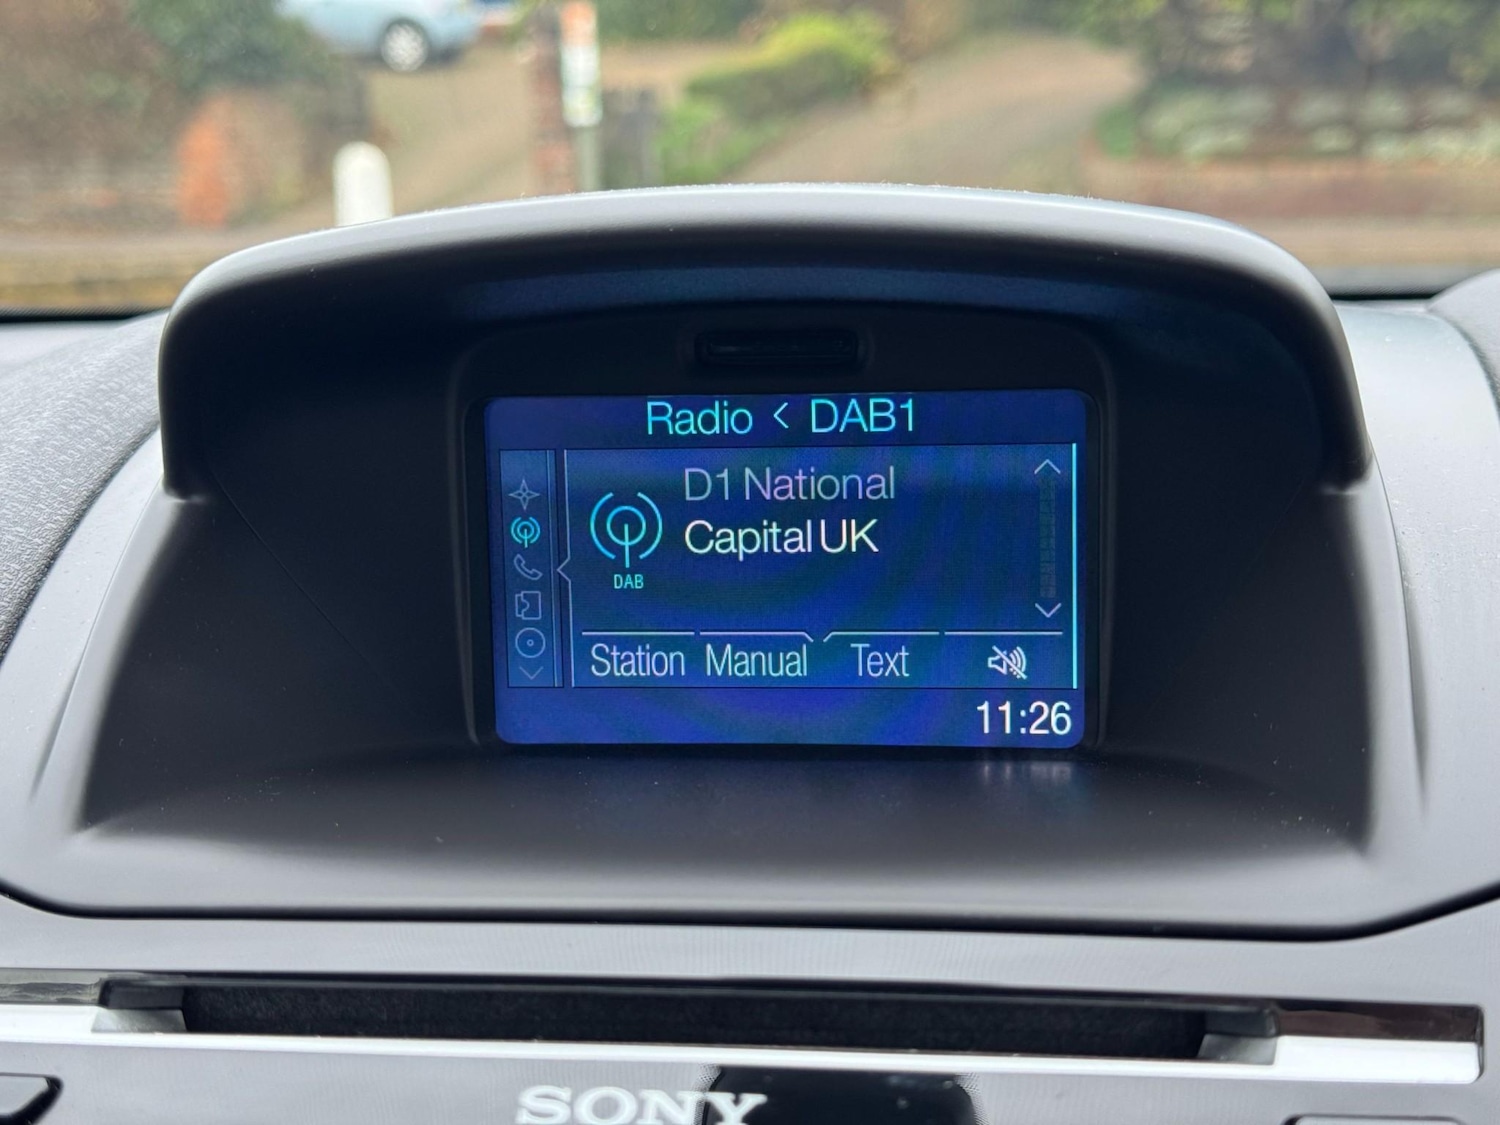 Radio < DAB1
D1 National
Capital UK
DAB
Station Manual Text
11:26
SONY